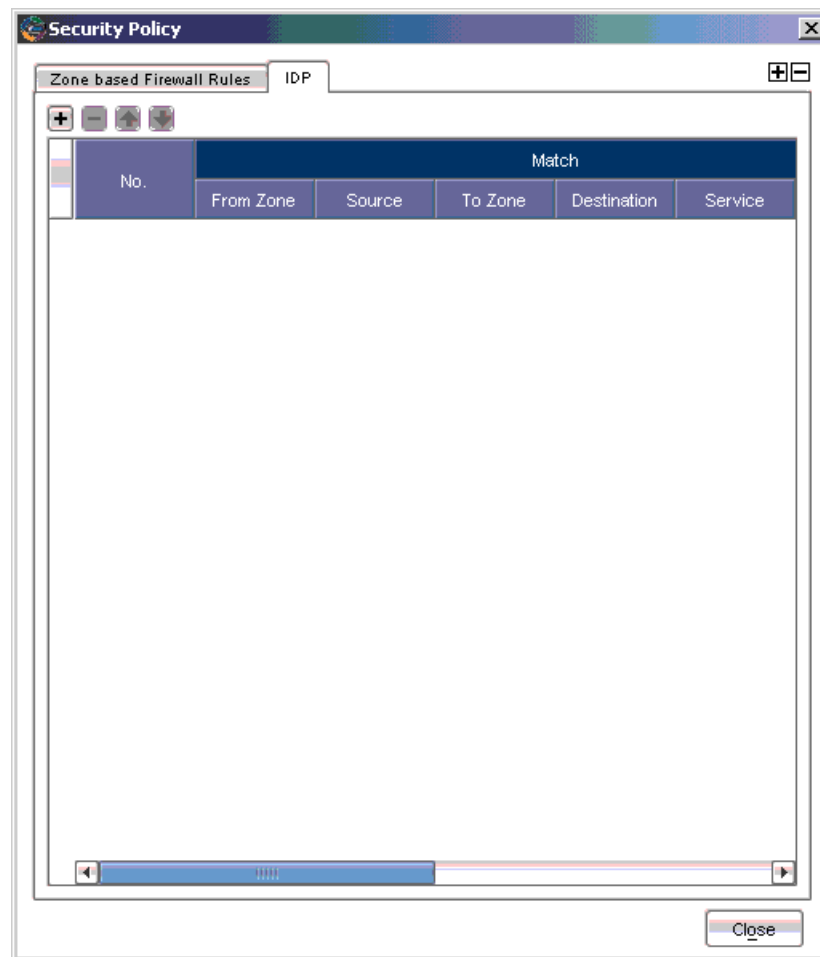 Security Policy
Zone based Firewall Rules
IDP
No.
Match
From Zone
Source
To Zone
Destination
Service
Close